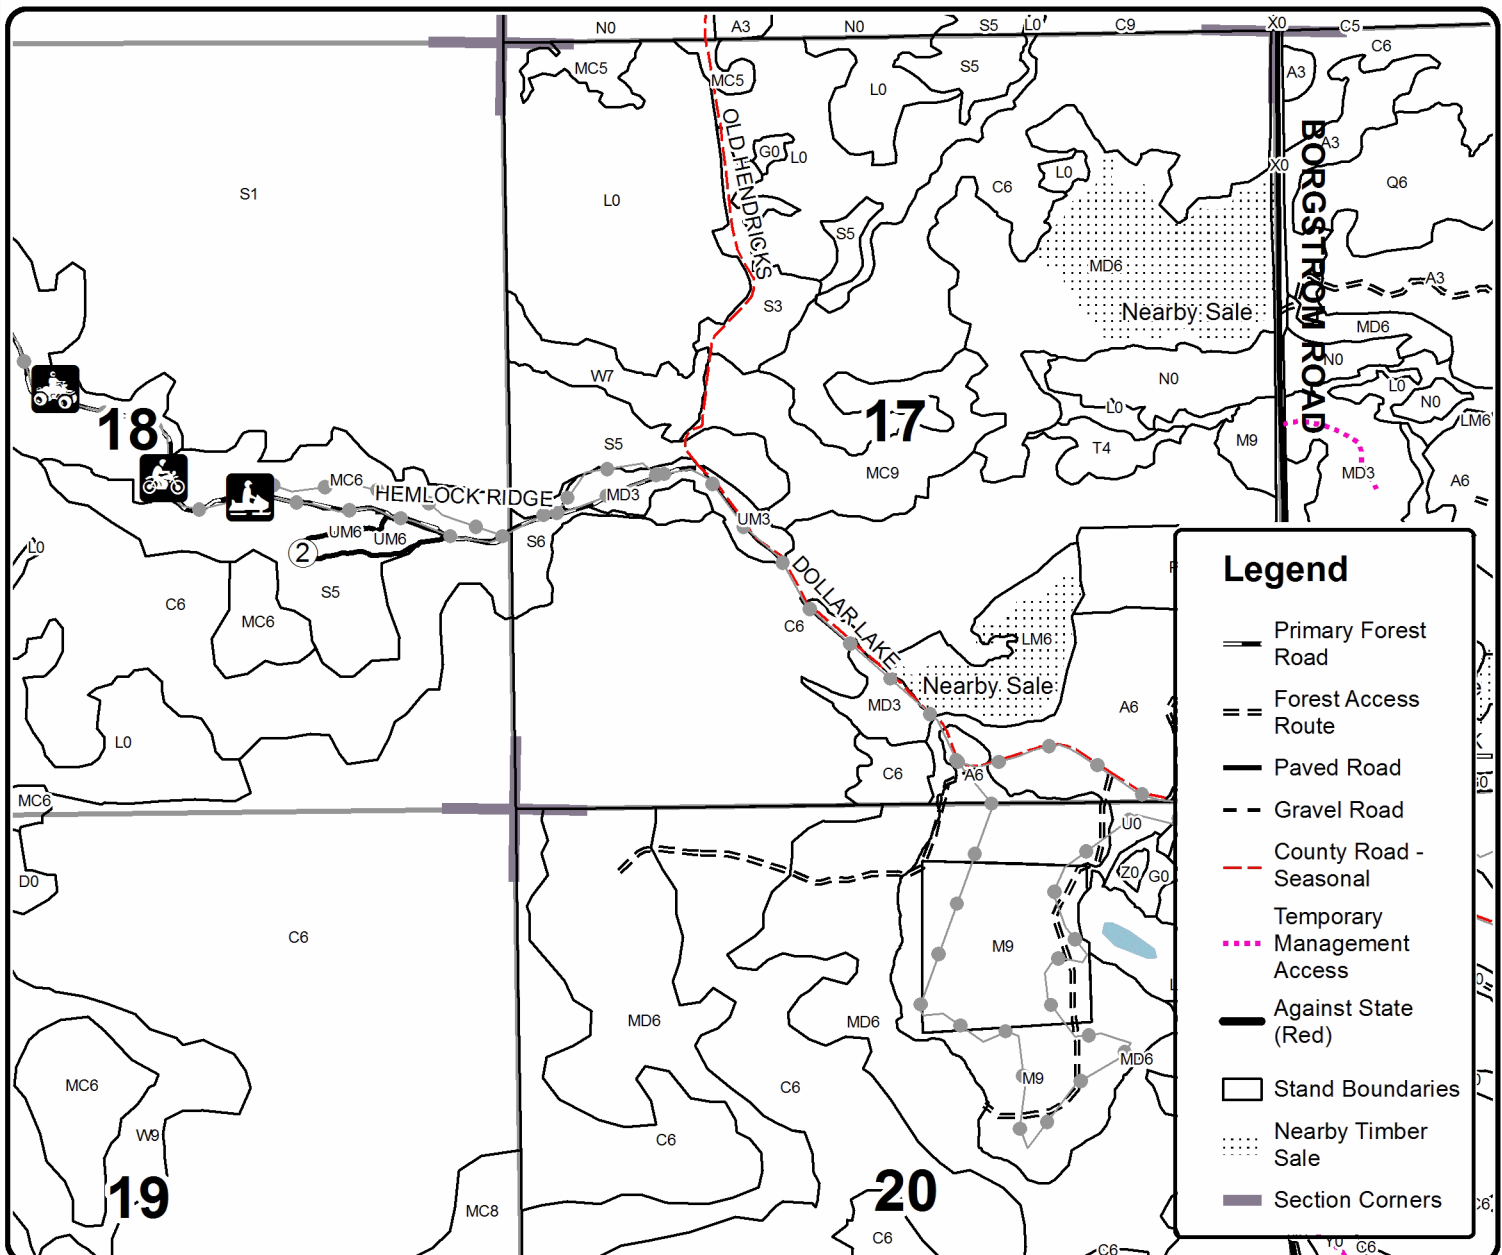 N0
A3
N0
S5
L0
C9
X0
C5
MC5
MC5
L0
S5
A3
C6
OLD HENDRICKS
G0
L0
A3
X0
BORGSTROM ROAD
S1
L0
C6
L0
Q6
S5
MD6
A3
S3
Nearby Sale
MD6
W7
N0
N0
L0
N0
L0
LM6
18
17
S5
MC9
T4
M9
MD3
A6
MC6
HEMLOCK RIDGE
MD3
UM3
UM6
UM6
S6
2
L0
DOLLAR LAKE
S5
C6
MC6
C6
LM6
Nearby Sale
MD3
A6
L0
C6
A6
MC6
U0
D0
Z0
G0
C6
M9
MD6
MD6
MD6
MC6
C6
M9
W9
C6
19
20
MC8
C6
C6
Y0
C6
Legend
Primary Forest
Road
Forest Access
Route
Paved Road
Gravel Road
County Road -
Seasonal
Temporary
Management
Access
Against State
(Red)
Stand Boundaries
Nearby Timber
Sale
Section Corners